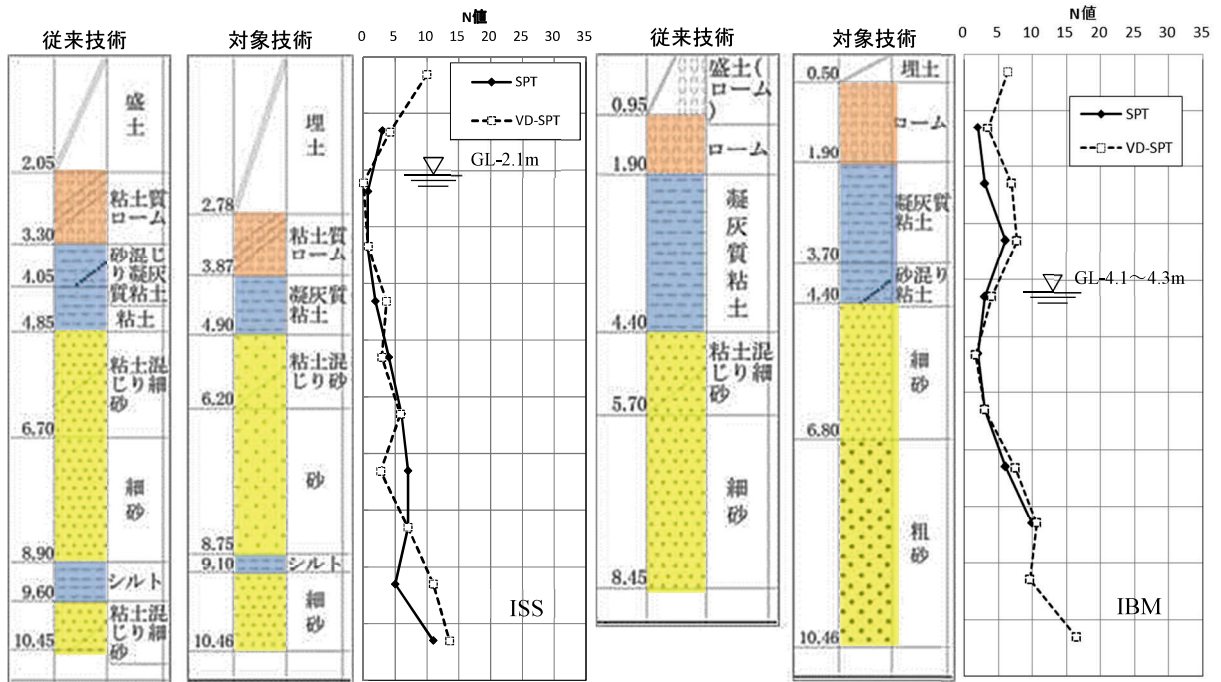 従来技術
盛
土
2.05
粘土質
ローム
3.30
砂混じ
り凝灰
質粘土
4.05
粘土
4.85
粘土混
じり細
砂
6.70
細
砂
8.90
シルト
9.60
粘土混
じり細
砂
10.45
対象技術
埋
土
2.78
粘土質
ローム
3.87
凝灰質
粘土
4.90
粘土混
じり砂
6.20
砂
8.75
シルト
9.10
細
砂
10.46
N値
0 5 10 15 20 25 30 35
SPT
VD-SPT
GL-2.1m
ISS
従来技術
盛土(
ローム
)
0.95
ローム
1.90
凝
灰
質
粘
土
4.40
粘土混
じり細
砂
5.70
細
砂
8.45
対象技術
埋土
0.50
ローム
1.90
凝灰質
粘土
3.70
砂混り
粘土
4.40
細
砂
6.80
粗
砂
10.46
N値
0 5 10 15 20 25 30 35
SPT
VD-SPT
GL-4.1～4.3m
IBM